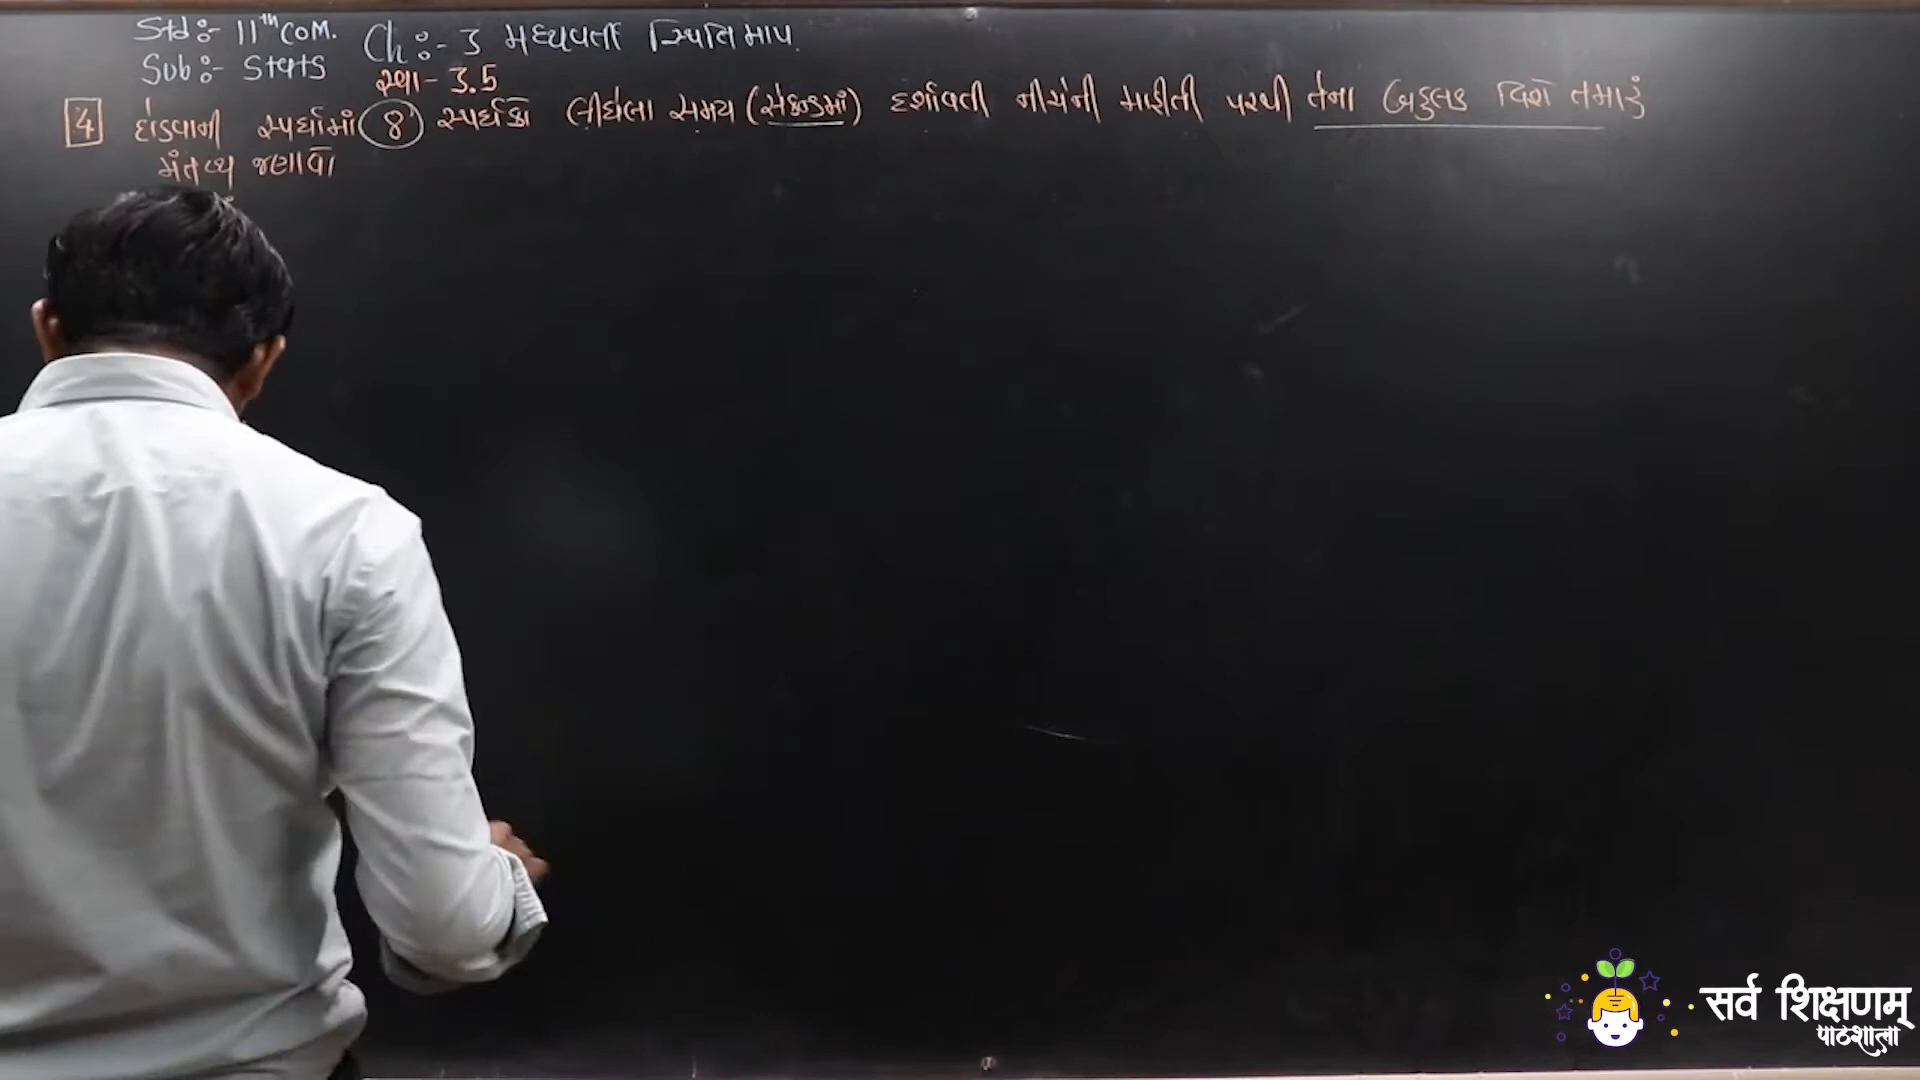 Std:- 11th COM. Ch:- 3 મધ્યવર્તી સ્થિતિ માપ.
Sub:- Stats સ્વા - 3.5
4 દોડવાની સ્પર્ધામાં 8 સ્પર્ધકો લીધેલા સમય (સેકન્ડમાં) દર્શાવતી નીચેની માહીતી પરથી તેના બહુલક વિશે તમારું
મંતવ્ય જણાવો
सर्व शिक्षणम्
પાઠશાળા